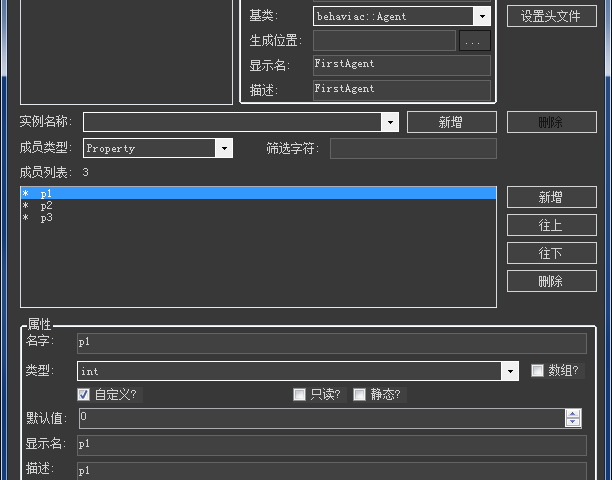 基类: behaviac::Agent 设置头文件
生成位置: ...
显示名: FirstAgent
描述: FirstAgent
实例名称: 新增 删除
成员类型: Property 筛选字符:
成员列表: 3
* p1 新增
* p2
* p3
往上
往下
删除
属性
名字: p1
类型: int 数组?
自定义? 只读? 静态?
默认值: 0
显示名: p1
描述: p1